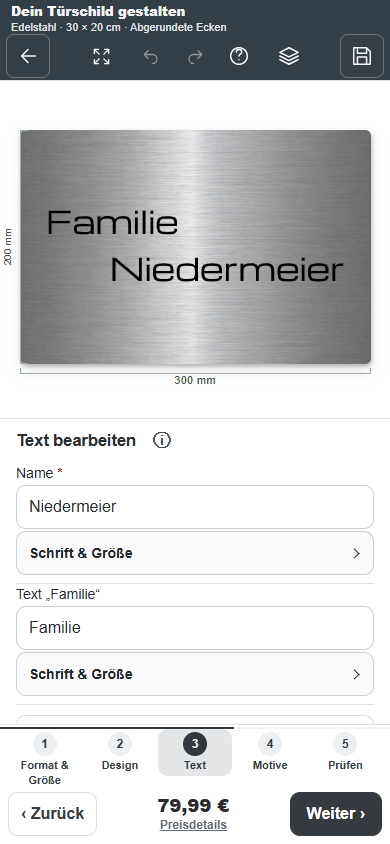 Dein Türschild gestalten
Edelstahl · 30 × 20 cm · Abgerundete Ecken
Familie
Niedermeier
200 mm
300 mm
Text bearbeiten
Name *
Niedermeier
Schrift & Größe
Text „Familie“
Familie
Schrift & Größe
1
Format &
Größe
2
Design
3
Text
4
Motive
5
Prüfen
‹ Zurück
79,99 €
Preisdetails
Weiter ›